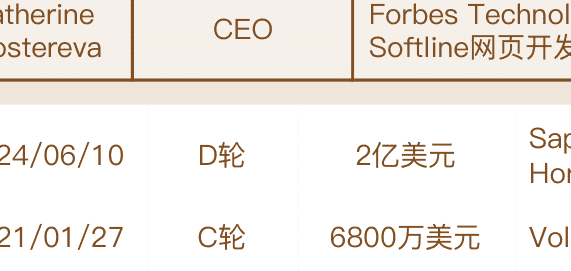 atherine
ostereva
CEO
Forbes Technol
Softline网页开发
24/06/10 D轮 2亿美元 Sap
Hor
21/01/27 C轮 6800万美元 Vol